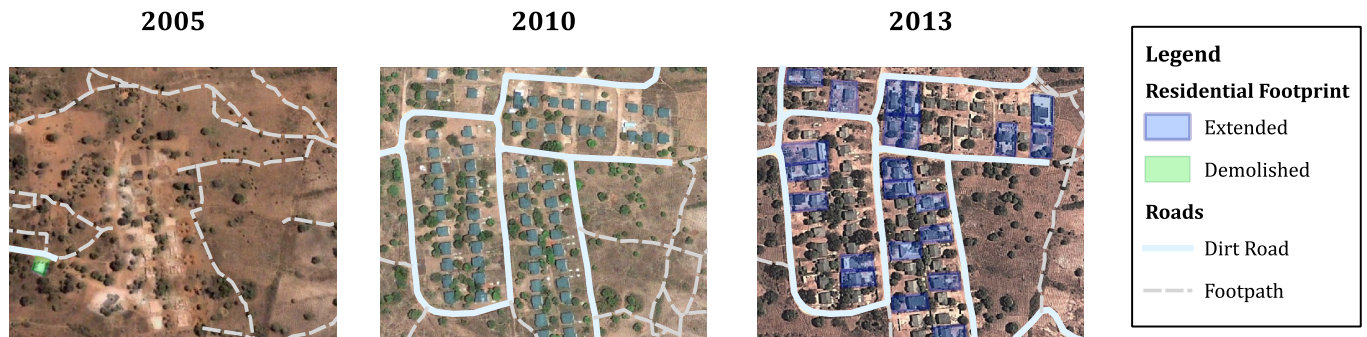 2005
2010
2013
Legend
Residential Footprint
Extended
Demolished
Roads
Dirt Road
Footpath